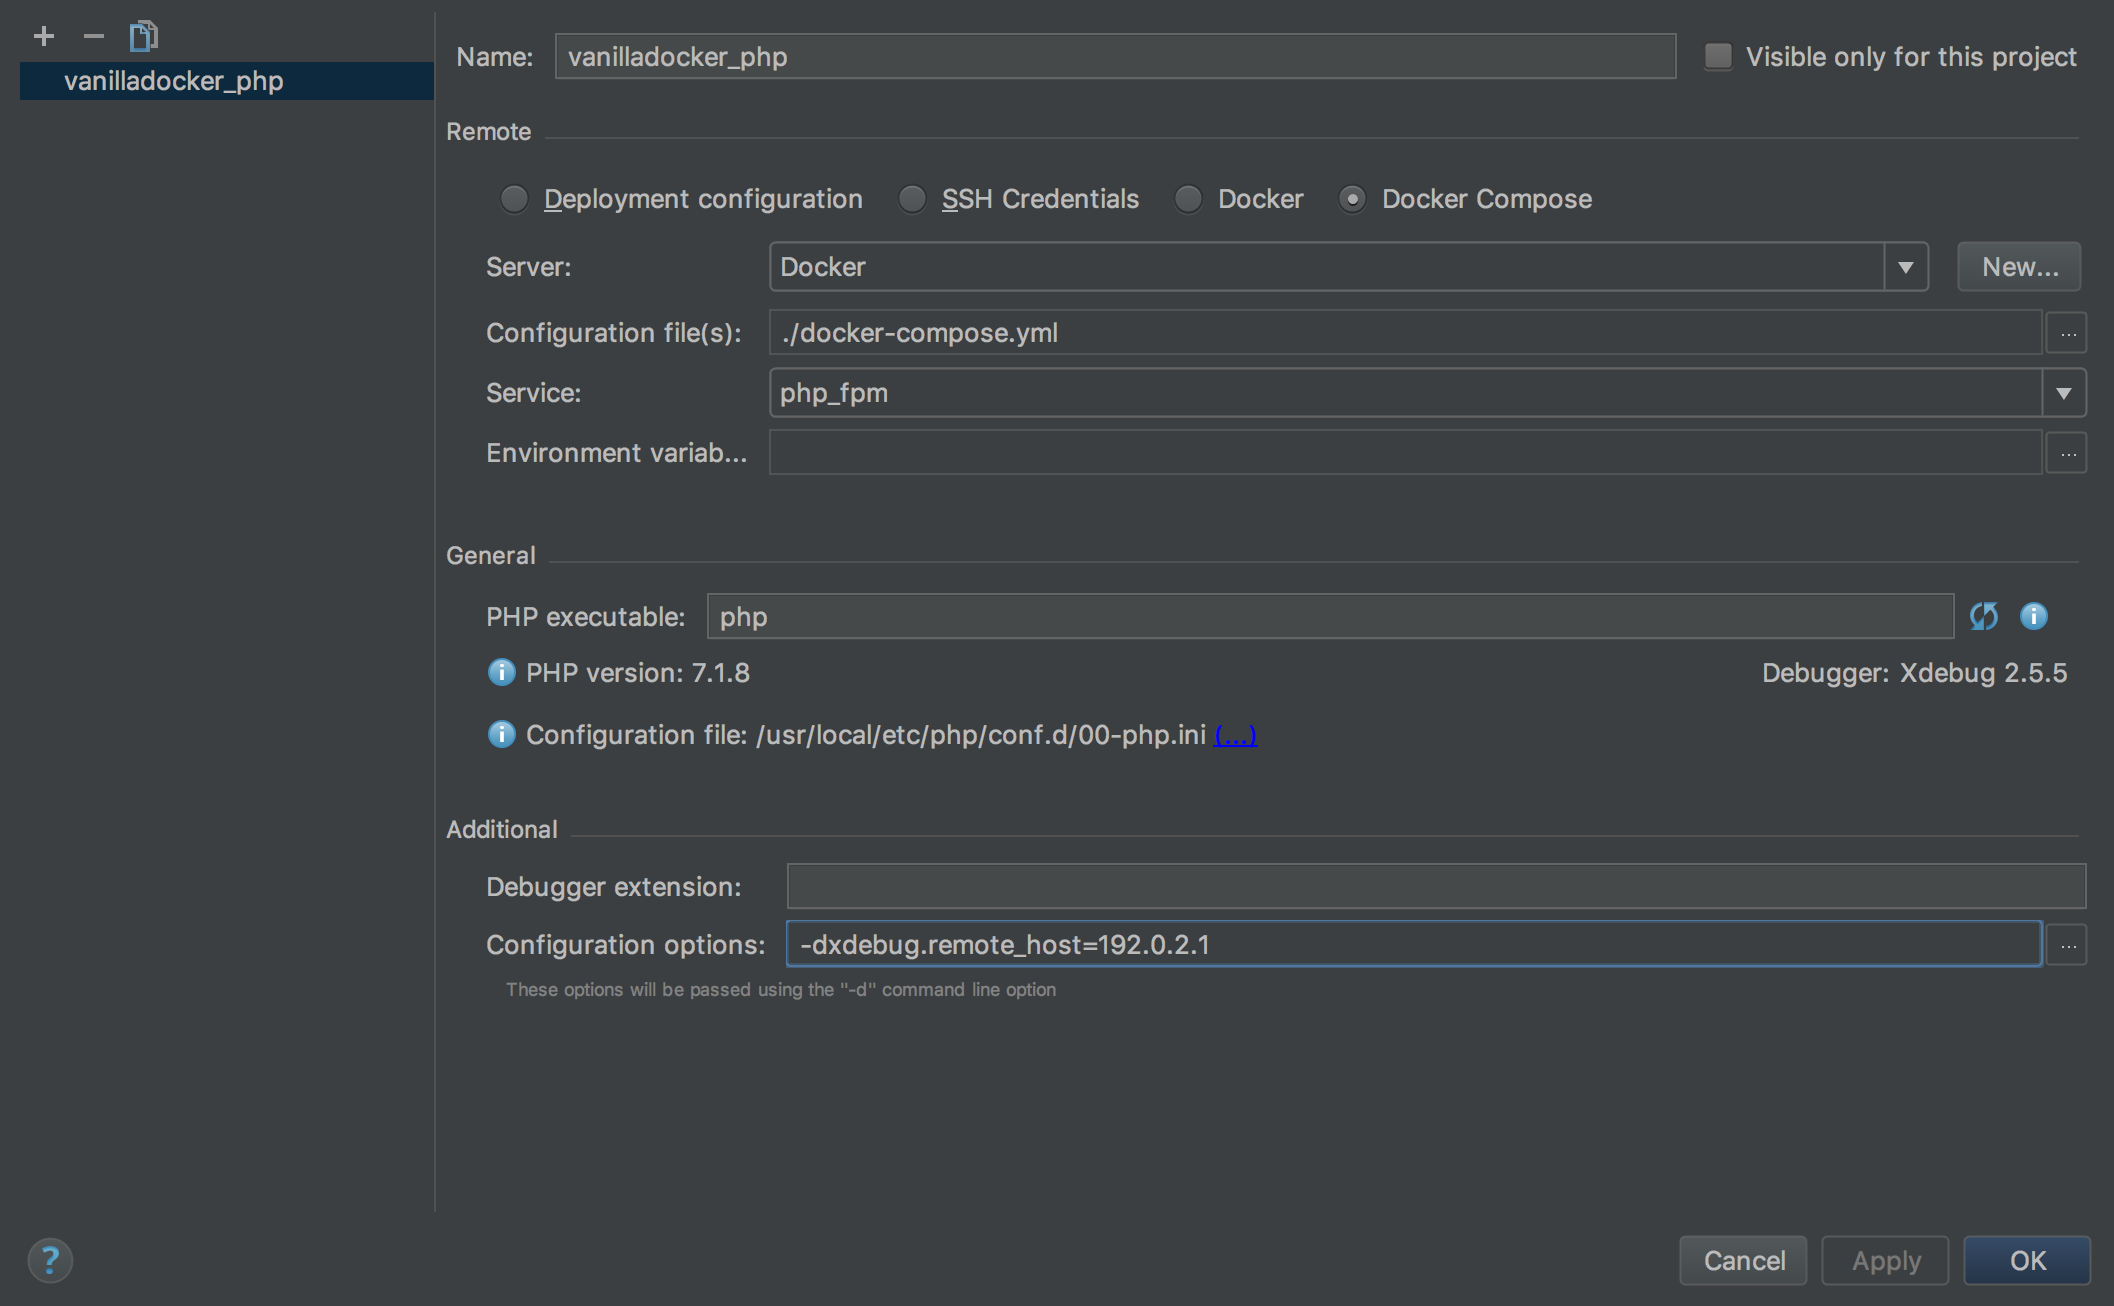 vanilladocker_php
Name: vanilladocker_php Visible only for this project
Remote
Deployment configuration SSH Credentials Docker Docker Compose
Server: Docker New...
Configuration file(s): ./docker-compose.yml ...
Service: php_fpm
Environment variab... ...
General
PHP executable: php
PHP version: 7.1.8 Debugger: Xdebug 2.5.5
Configuration file: /usr/local/etc/php/conf.d/00-php.ini (...)
Additional
Debugger extension:
Configuration options: -dxdebug.remote_host=192.0.2.1 ...
These options will be passed using the "-d" command line option
? Cancel Apply OK